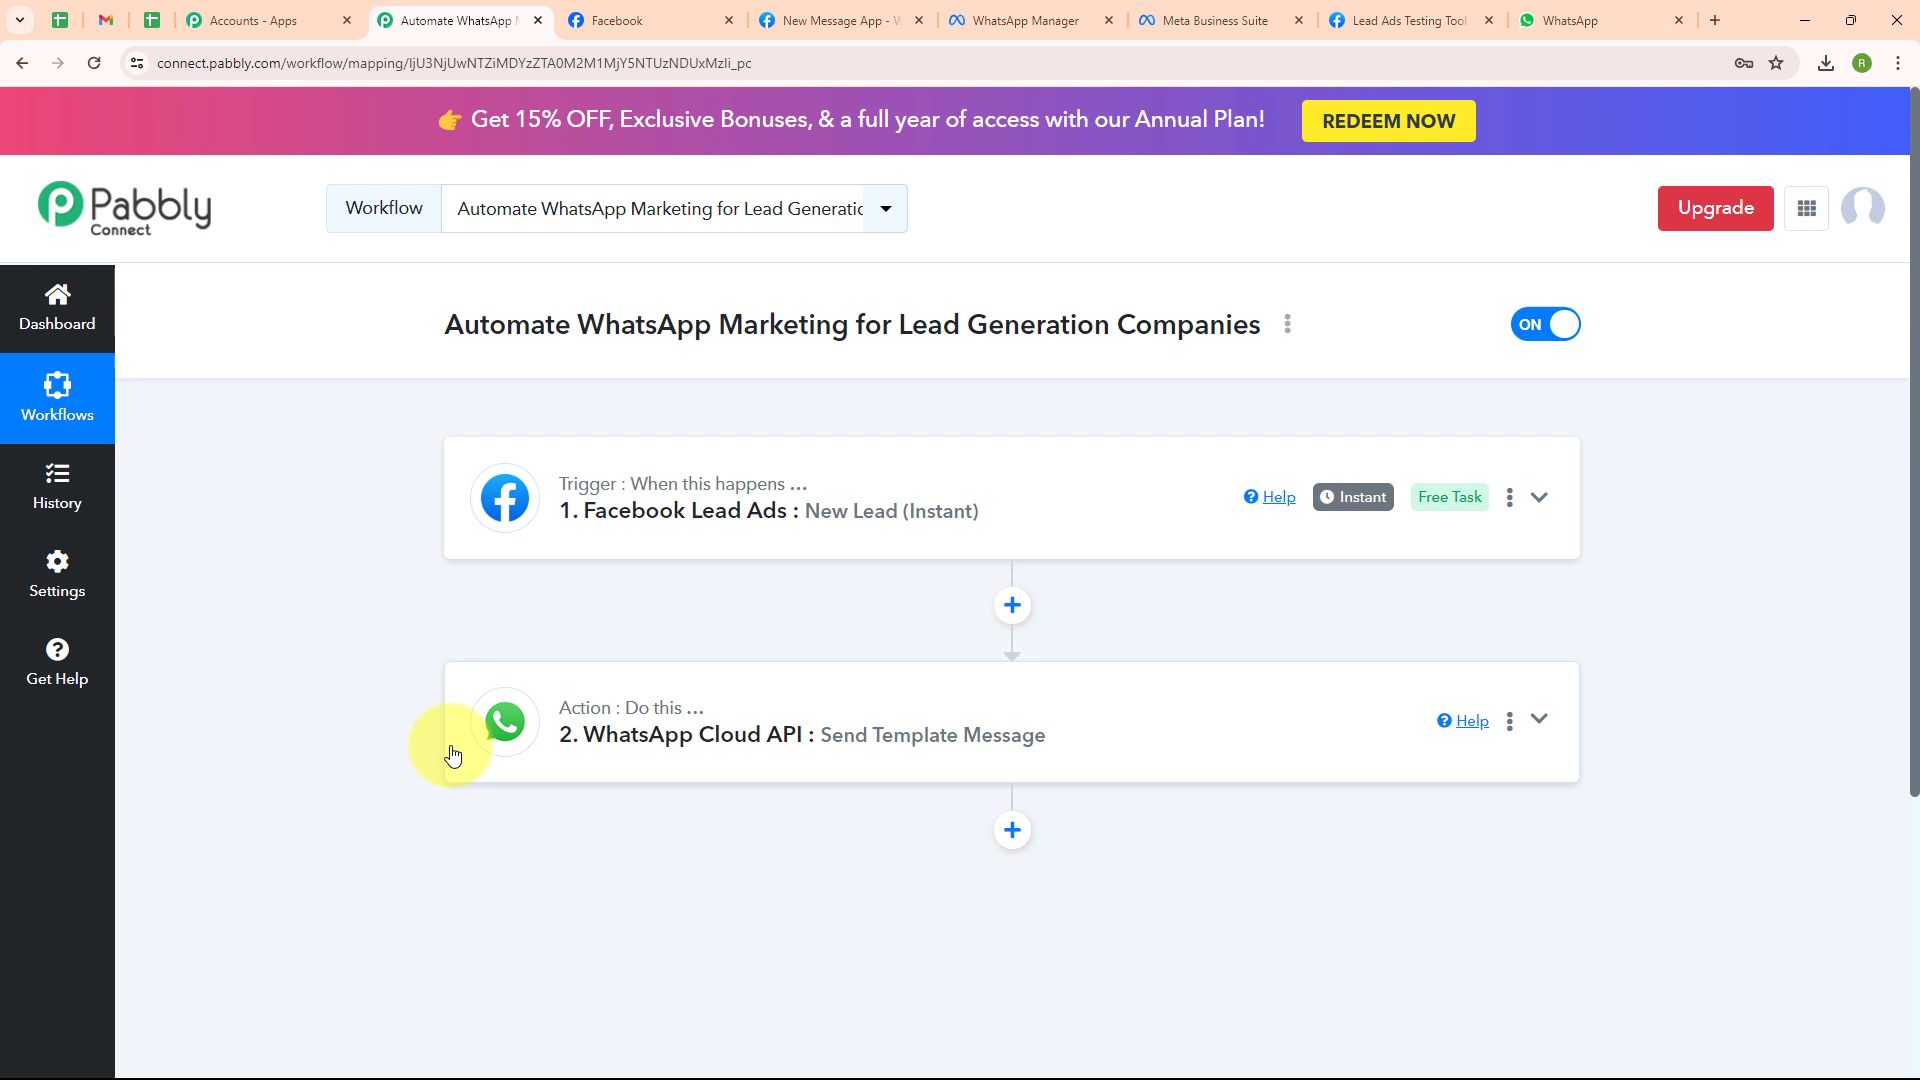 Accounts - Apps
Automate WhatsApp
Facebook
New Message App -
WhatsApp Manager
Meta Business Suite
Lead Ads Testing Tool
WhatsApp
connect.pabbly.com/workflow/mapping/IjU3NjUwNTZiMDYzZTA0M2M1MjY5NTUzNDUxMzli_pc
R
👉 Get 15% OFF, Exclusive Bonuses, & a full year of access with our Annual Plan!
REDEEM NOW
Pabbly
Connect
Workflow
Automate WhatsApp Marketing for Lead Generatic
Upgrade
Dashboard
Workflows
History
Settings
Get Help
Automate WhatsApp Marketing for Lead Generation Companies
ON
Trigger : When this happens ...
1. Facebook Lead Ads : New Lead (Instant)
Help
Instant
Free Task
Action : Do this ...
2. WhatsApp Cloud API : Send Template Message
Help